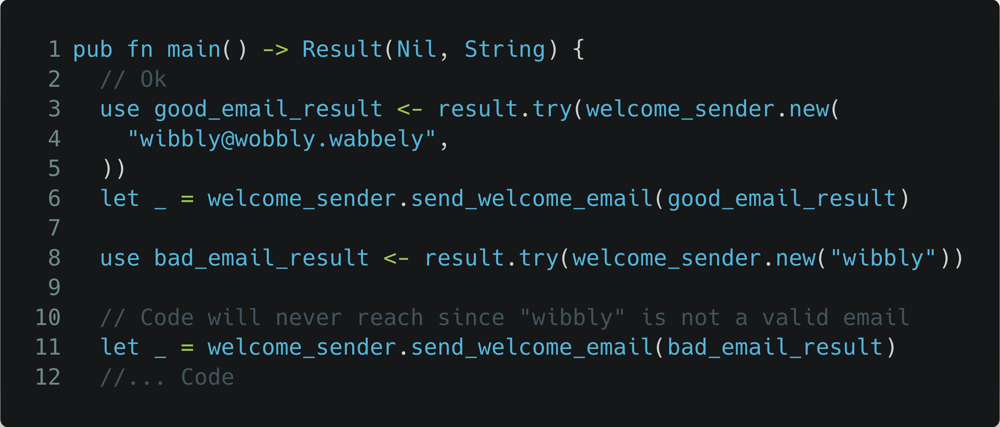 1 pub fn main() -> Result(Nil, String) {
2   // Ok
3   use good_email_result <- result.try(welcome_sender.new(
4     "wibbly@wobbly.wabbely",
5   ))
6   let _ = welcome_sender.send_welcome_email(good_email_result)
7
8   use bad_email_result <- result.try(welcome_sender.new("wibbly"))
9
10   // Code will never reach since "wibbly" is not a valid email
11   let _ = welcome_sender.send_welcome_email(bad_email_result)
12   //... Code